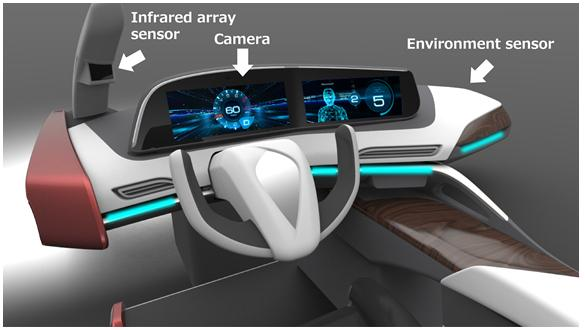 Infrared array
sensor
Camera
Environment sensor
60
D
2
5